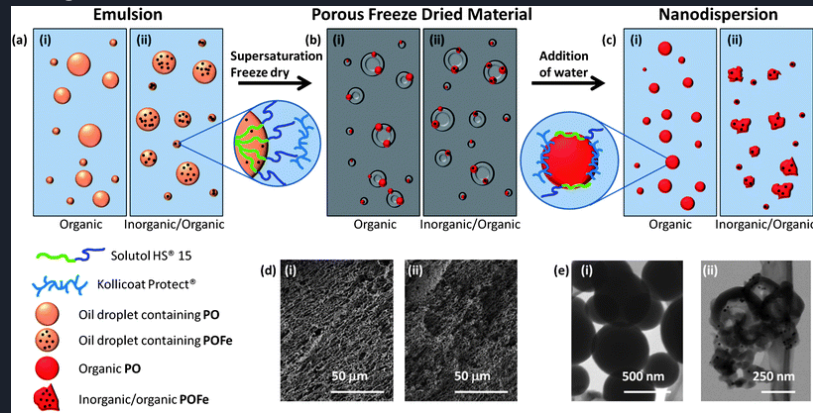 Emulsion
Porous Freeze Dried Material
Nanodispersion
(a) (i) (ii)
Supersaturation
Freeze dry
(b) (i) (ii)
Addition
of water
(c) (i) (ii)
Organic
Inorganic/Organic
Organic
Inorganic/Organic
Organic
Inorganic/Organic
Solutol HS® 15
Kollicoat Protect®
Oil droplet containing PO
Oil droplet containing POFe
Organic PO
Inorganic/organic POFe
(d) (i) (ii)
50 μm
50 μm
(e) (i) (ii)
500 nm
250 nm